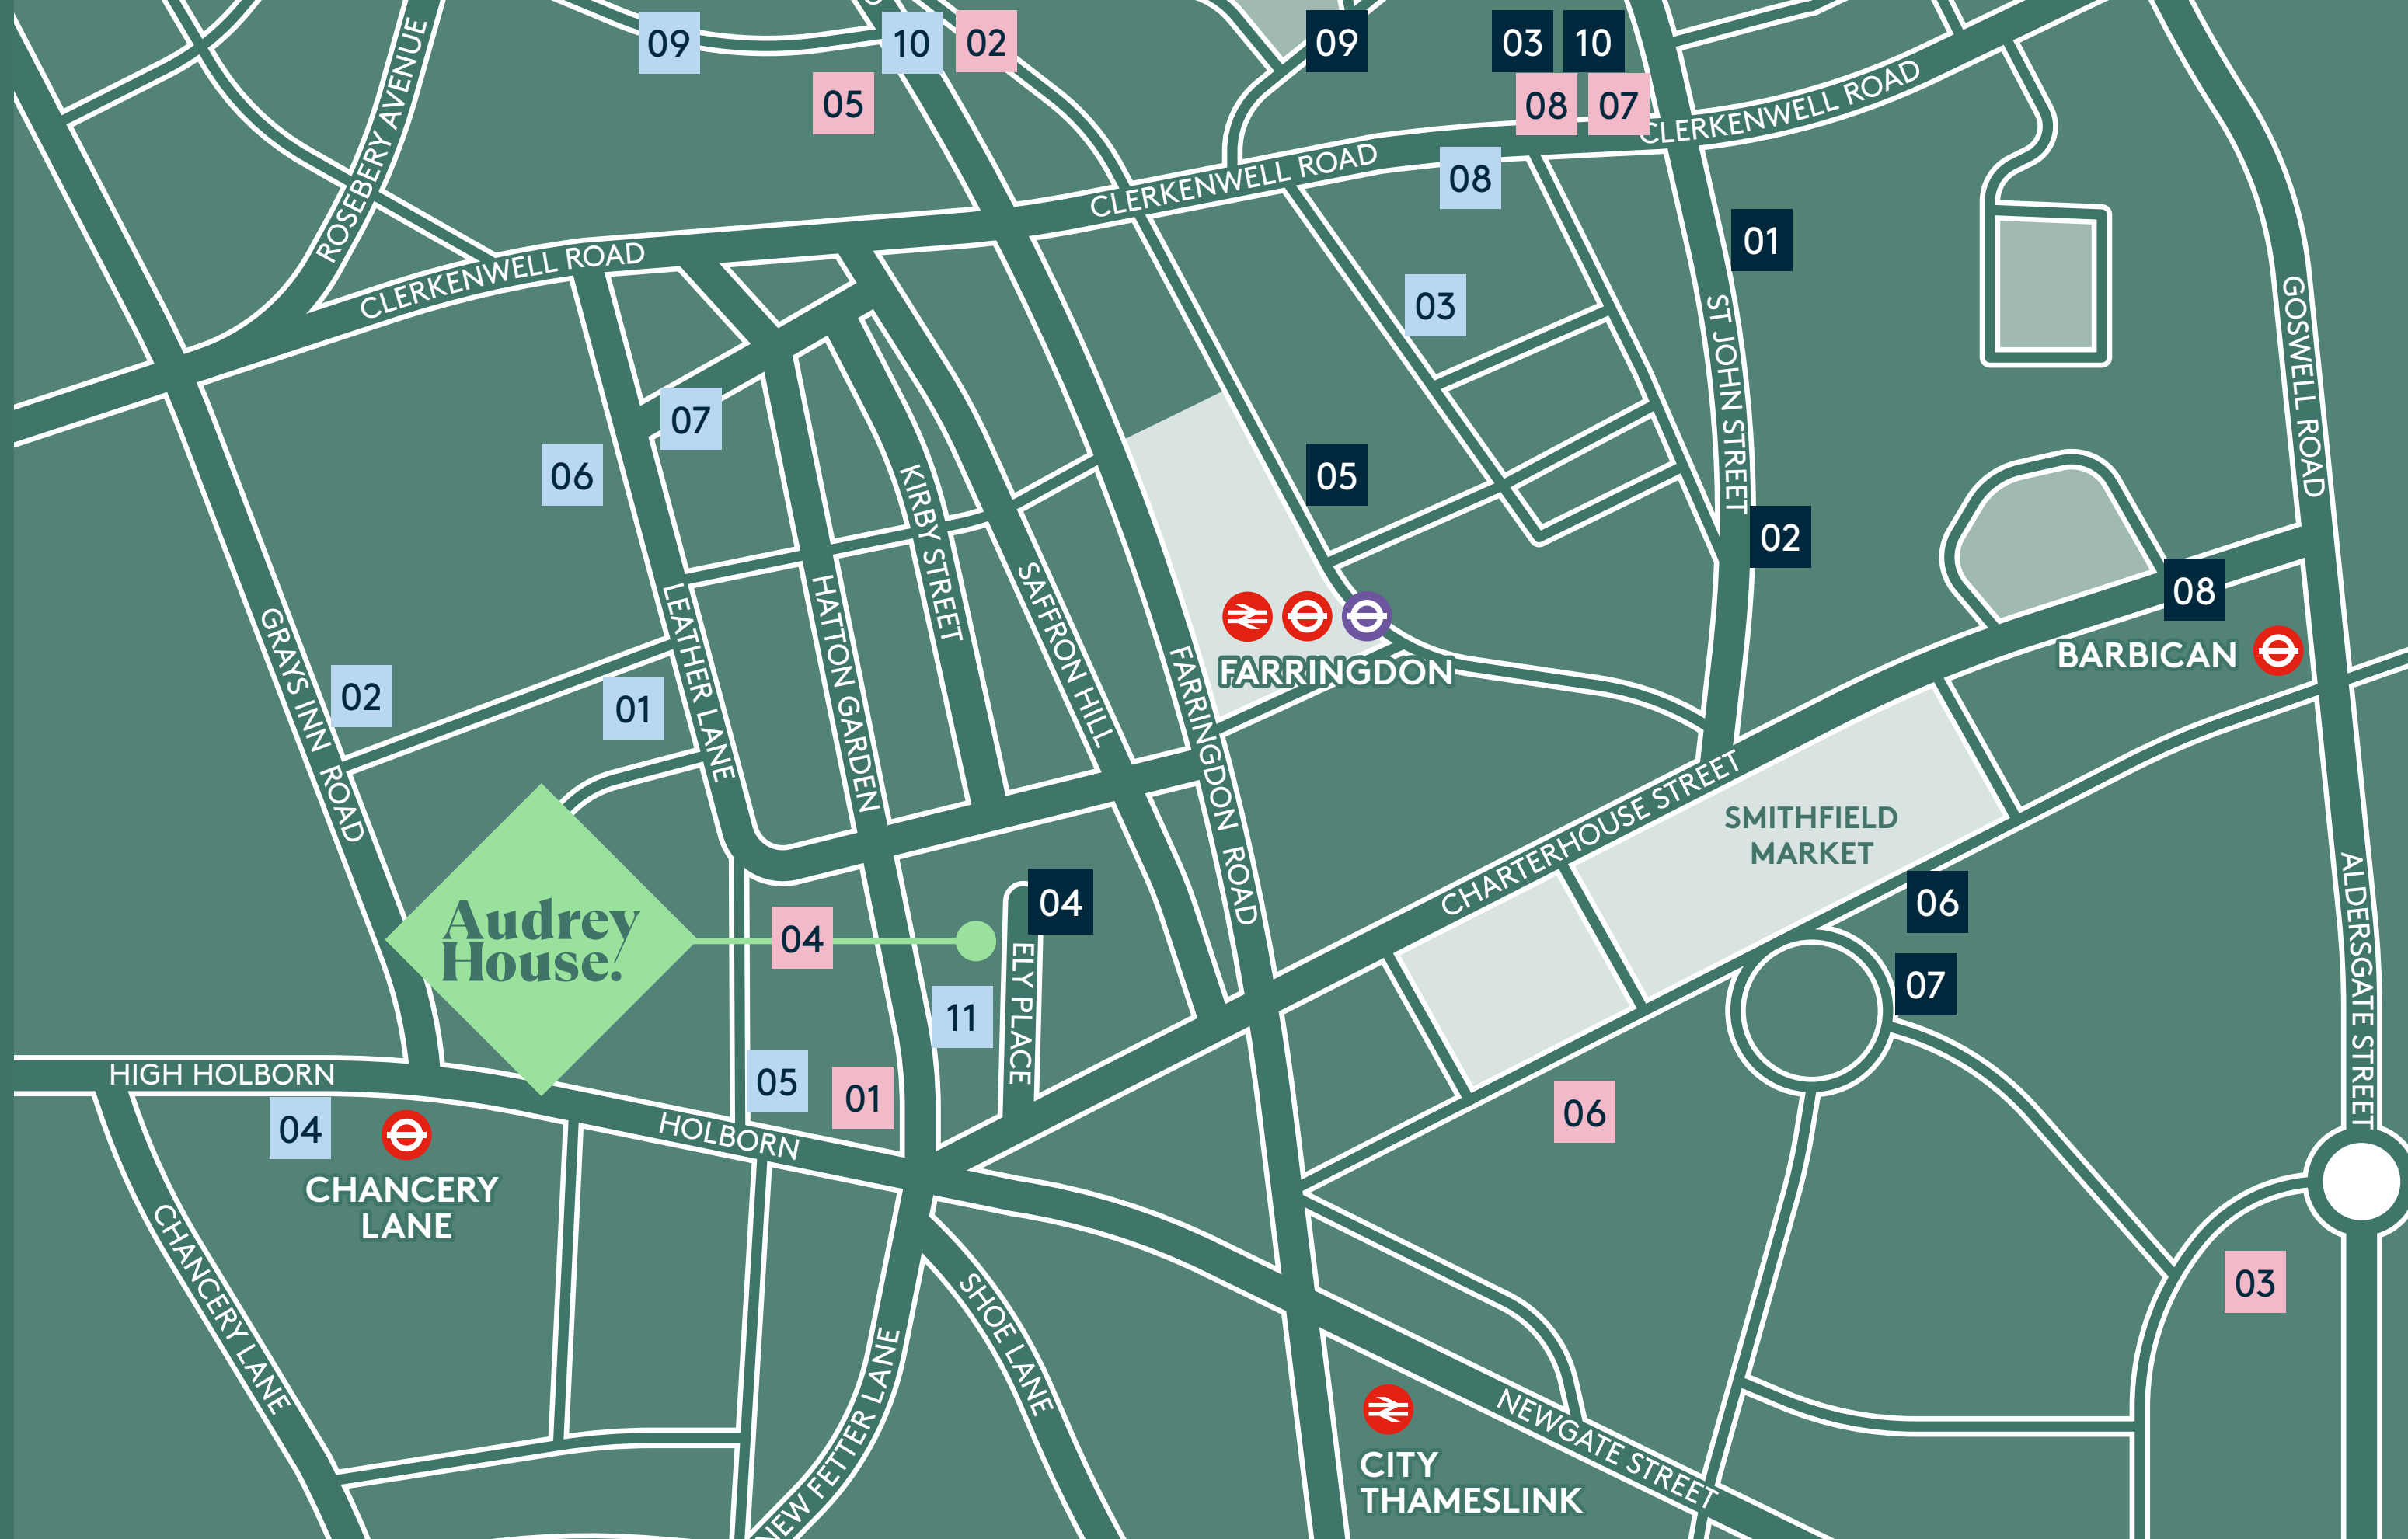 09
10
02
09
03
10
05
08
07
ROSEBERY AVENUE
CLERKENWELL ROAD
CLERKENWELL ROAD
CLERKENWELL ROAD
08
01
03
ST JOHN STREET
GOSWELL ROAD
07
06
05
02
08
KIRBY STREET
LEATHER LANE
HATTON GARDEN
SAFFRON HILL
GRAYS INN ROAD
FARRINGDON ROAD
FARRINGDON
BARBICAN
02
01
CHARTERHOUSE STREET
SMITHFIELD
MARKET
ALDERSGATE STREET
Audrey
House.
04
04
06
07
11
ELY PLACE
HIGH HOLBORN
05
01
06
04
HOLBORN
CHANCERY
LANE
CHANCERY LANE
SHOE LANE
03
NEW FETTER LANE
NEWGATE STREET
CITY
THAMESLINK